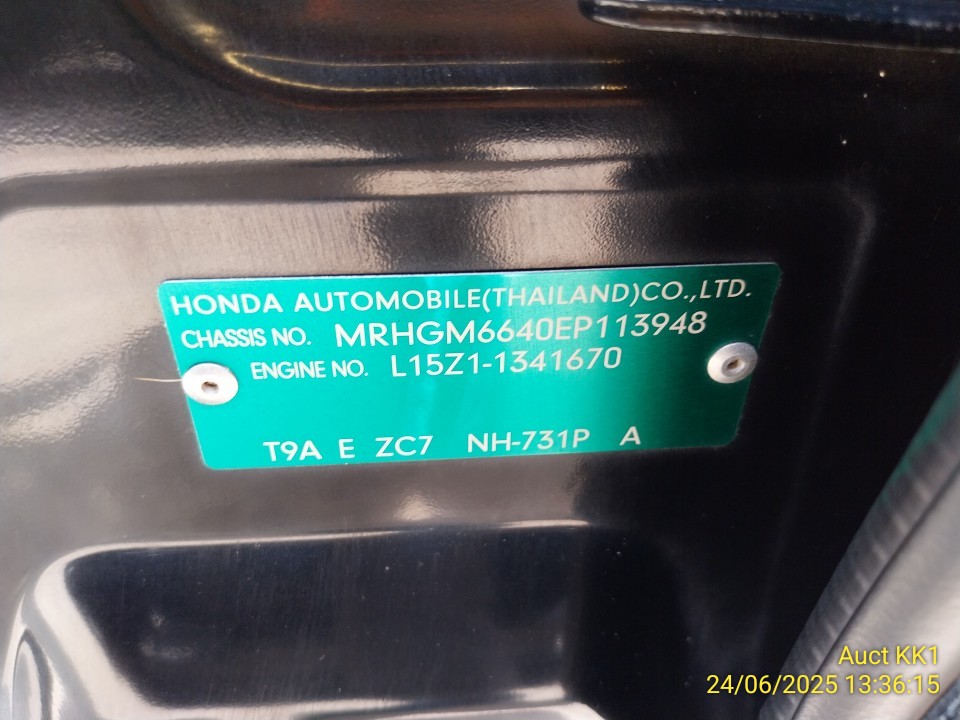 HONDA AUTOMOBILE(THAILAND)CO.,LTD.
CHASSIS NO. MRHGM6640EP113948
ENGINE NO. L15Z1-1341670
T9A E ZC7 NH-731P A
Auct KK1
24/06/2025 13:36:15